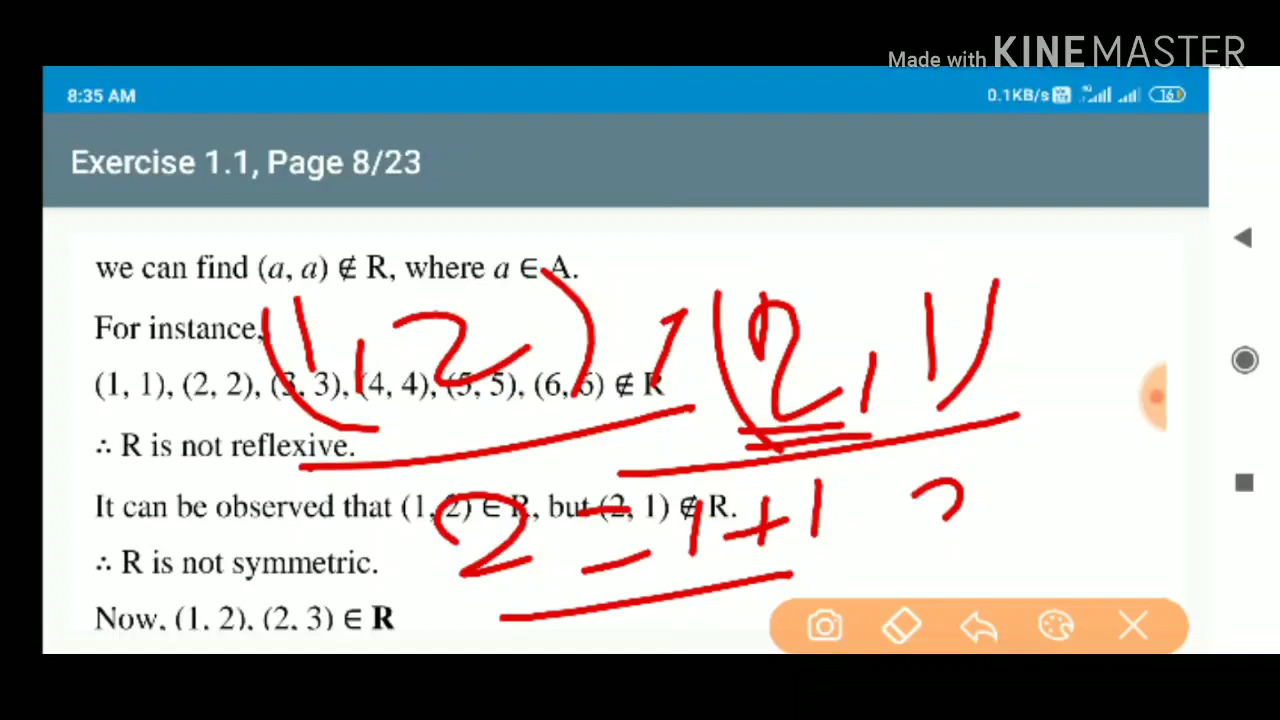 Made with KINEMASTER
8:35 AM 0.1KB/s 16
Exercise 1.1, Page 8/23
we can find (a, a) ∉ R, where a ∈ A.
For instance,
(1, 2), (2, 1)
(1, 1), (2, 2), (3, 3), (4, 4), (5, 5), (6, 6) ∉ R
∴ R is not reflexive.
It can be observed that (1, 2) ∈ R, but (2, 1) ∉ R.
2 = 1 + 1
∴ R is not symmetric.
Now, (1, 2), (2, 3) ∈ R